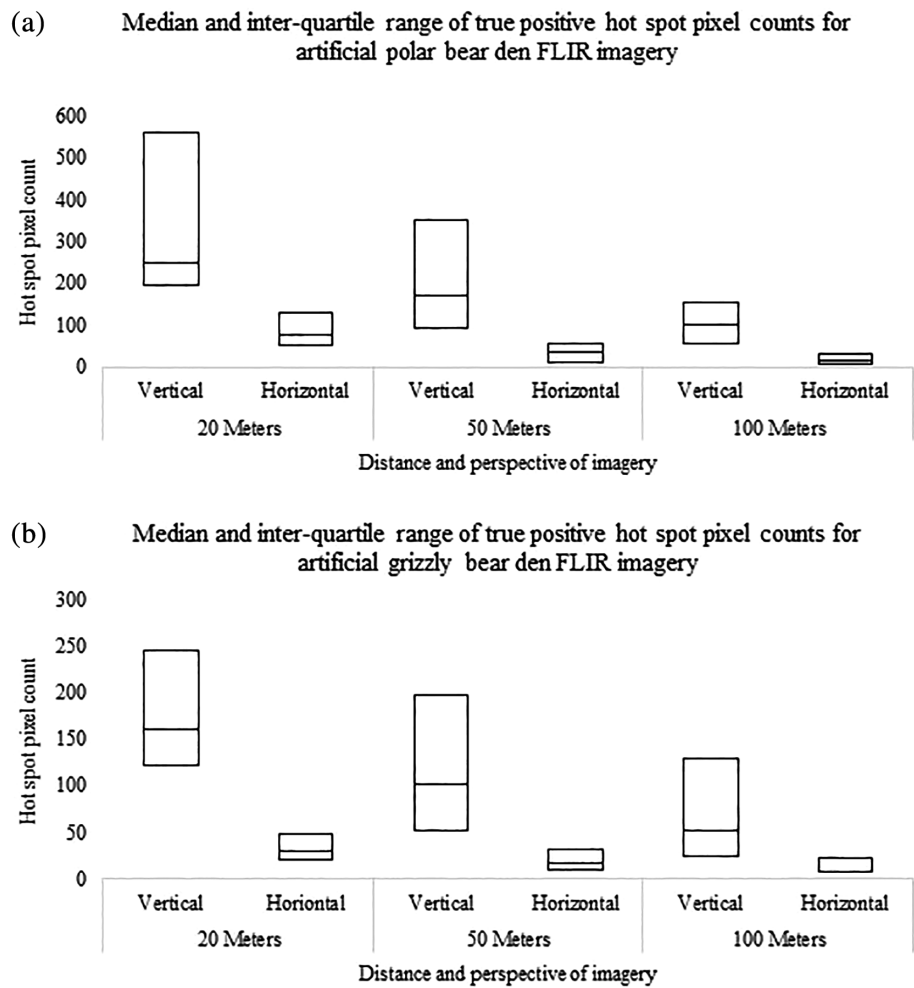 (a)
Median and inter-quartile range of true positive hot spot pixel counts for
artificial polar bear den FLIR imagery
600
500
400
300
200
100
0
Hot spot pixel count
Vertical Horizontal Vertical Horizontal Vertical Horizontal
20 Meters 50 Meters 100 Meters
Distance and perspective of imagery
(b)
Median and inter-quartile range of true positive hot spot pixel counts for
artificial grizzly bear den FLIR imagery
300
250
200
150
100
50
0
Hot spot pixel count
Vertical Horiontal Vertical Horizontal Vertical Horizontal
20 Meters 50 Meters 100 Meters
Distance and perspective of imagery